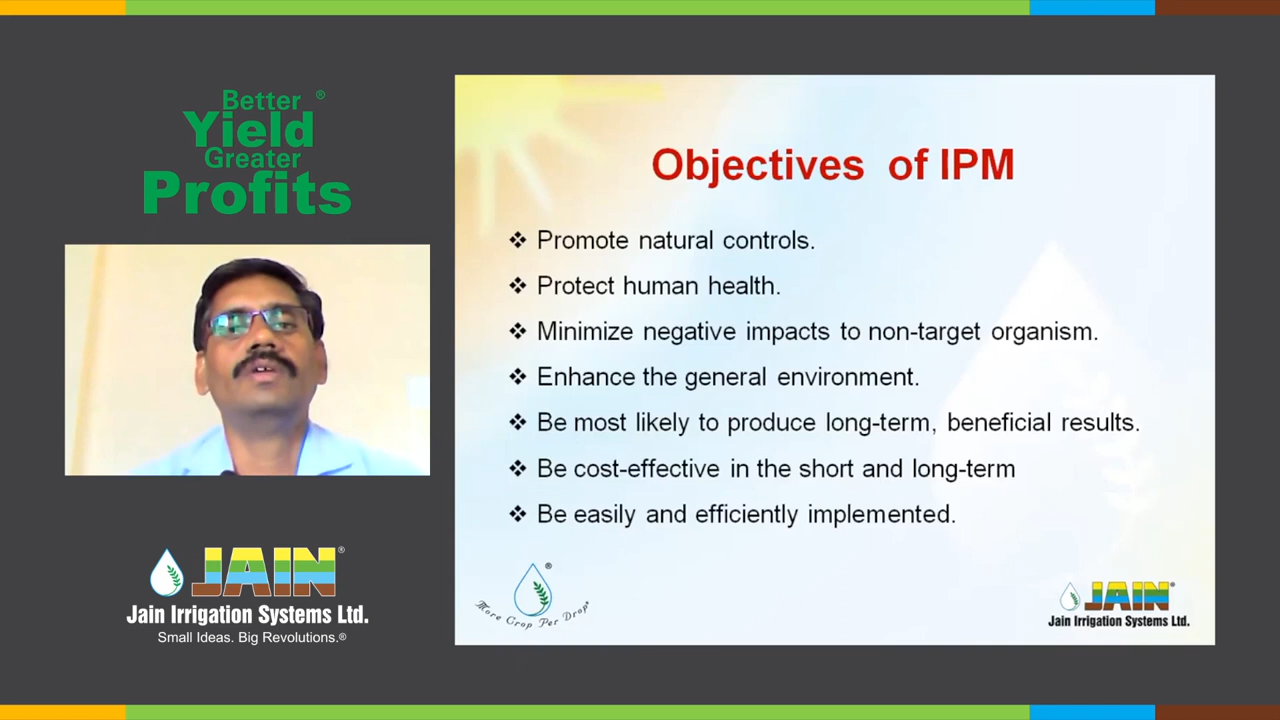 Better ®
Yield
Greater
Profits
JAIN®
Jain Irrigation Systems Ltd.
Small Ideas. Big Revolutions.®
Objectives of IPM
❖ Promote natural controls.
❖ Protect human health.
❖ Minimize negative impacts to non-target organism.
❖ Enhance the general environment.
❖ Be most likely to produce long-term, beneficial results.
❖ Be cost-effective in the short and long-term
❖ Be easily and efficiently implemented.
®
More Crop Per Drop®
JAIN®
Jain Irrigation Systems Ltd.